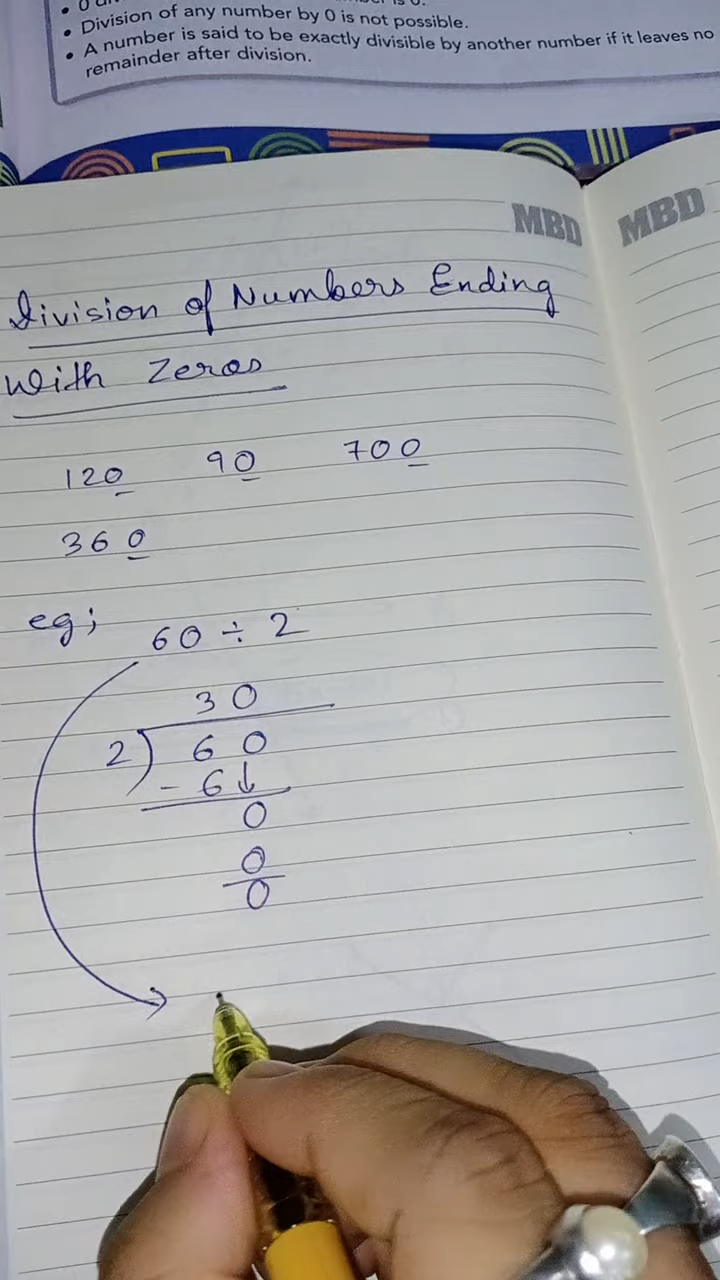 • Division of any number by 0 is not possible.
• A number is said to be exactly divisible by another number if it leaves no
remainder after division.
MBD MBD
Division of Numbers Ending
With Zeros
120 90 700
360
eg; 60 ÷ 2
30
2) 60
- 6↓
0
0
0